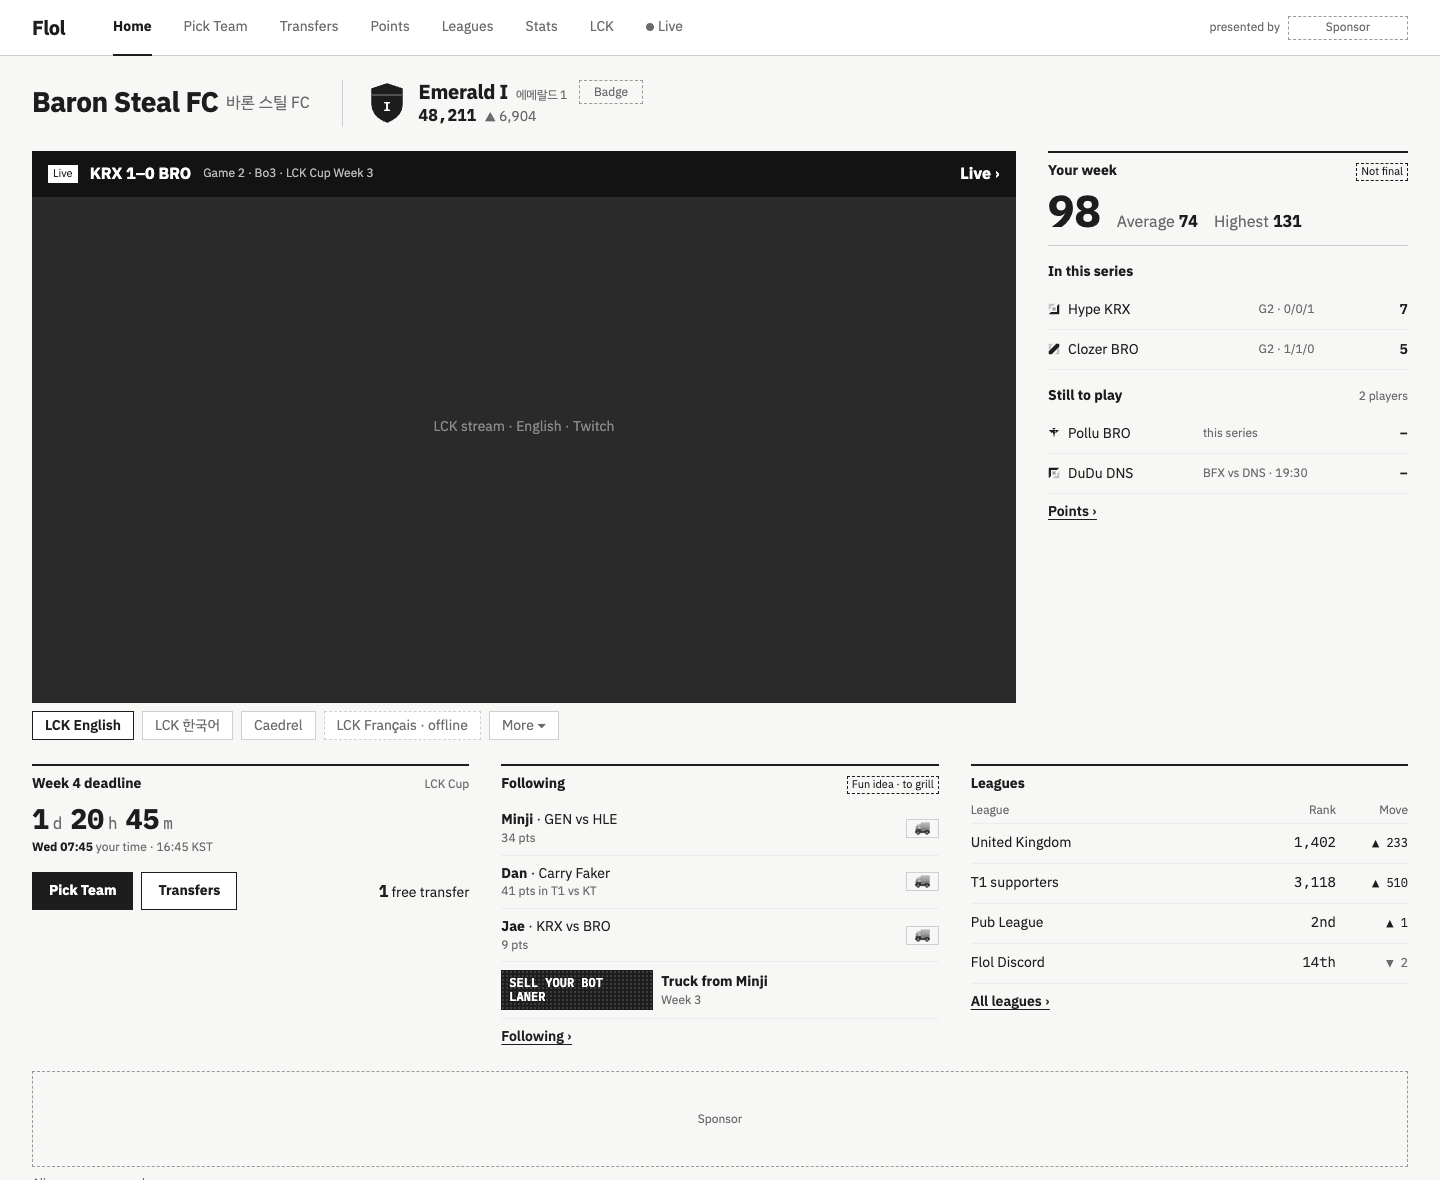 Flol
Home Pick Team Transfers Points Leagues Stats LCK Live
presented by Sponsor
Baron Steal FC 바론 스틸 FC
I
Emerald I 에메랄드 1 Badge
48,211 ▲ 6,904
Live KRX 1–0 BRO Game 2 · Bo3 · LCK Cup Week 3 Live ›
LCK stream · English · Twitch
LCK English LCK 한국어 Caedrel LCK Français · offline More
Your week Not final
98 Average 74 Highest 131
In this series
Hype KRX G2 · 0/0/1 7
Clozer BRO G2 · 1/1/0 5
Still to play 2 players
Pollu BRO this series –
DuDu DNS BFX vs DNS · 19:30 –
Points ›
Week 4 deadline LCK Cup
1 d 20 h 45 m
Wed 07:45 your time · 16:45 KST
Pick Team Transfers 1 free transfer
Following Fun idea · to grill
Minji · GEN vs HLE
34 pts
Dan · Carry Faker
41 pts in T1 vs KT
Jae · KRX vs BRO
9 pts
SELL YOUR BOT
LANER
Truck from Minji
Week 3
Following ›
Leagues
League Rank Move
United Kingdom 1,402 ▲ 233
T1 supporters 3,118 ▲ 510
Pub League 2nd ▲ 1
Flol Discord 14th ▼ 2
All leagues ›
Sponsor